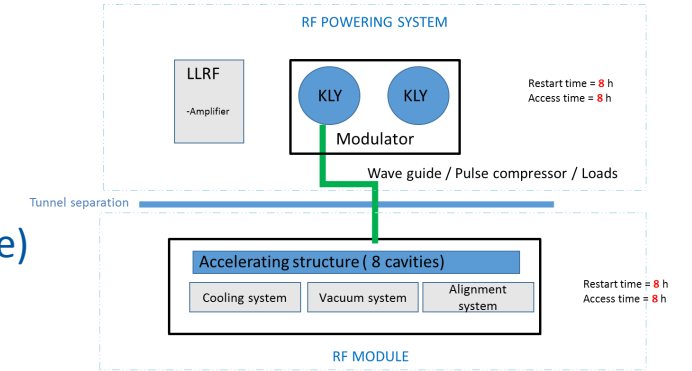 RF POWERING SYSTEM
LLRF
-Amplifier
KLY
KLY
Modulator
Restart time = 8 h
Access time = 8 h
Wave guide / Pulse compressor / Loads
Tunnel separation
e)
Accelerating structure ( 8 cavities)
Cooling system
Vacuum system
Alignment
system
Restart time = 8 h
Access time = 8 h
RF MODULE